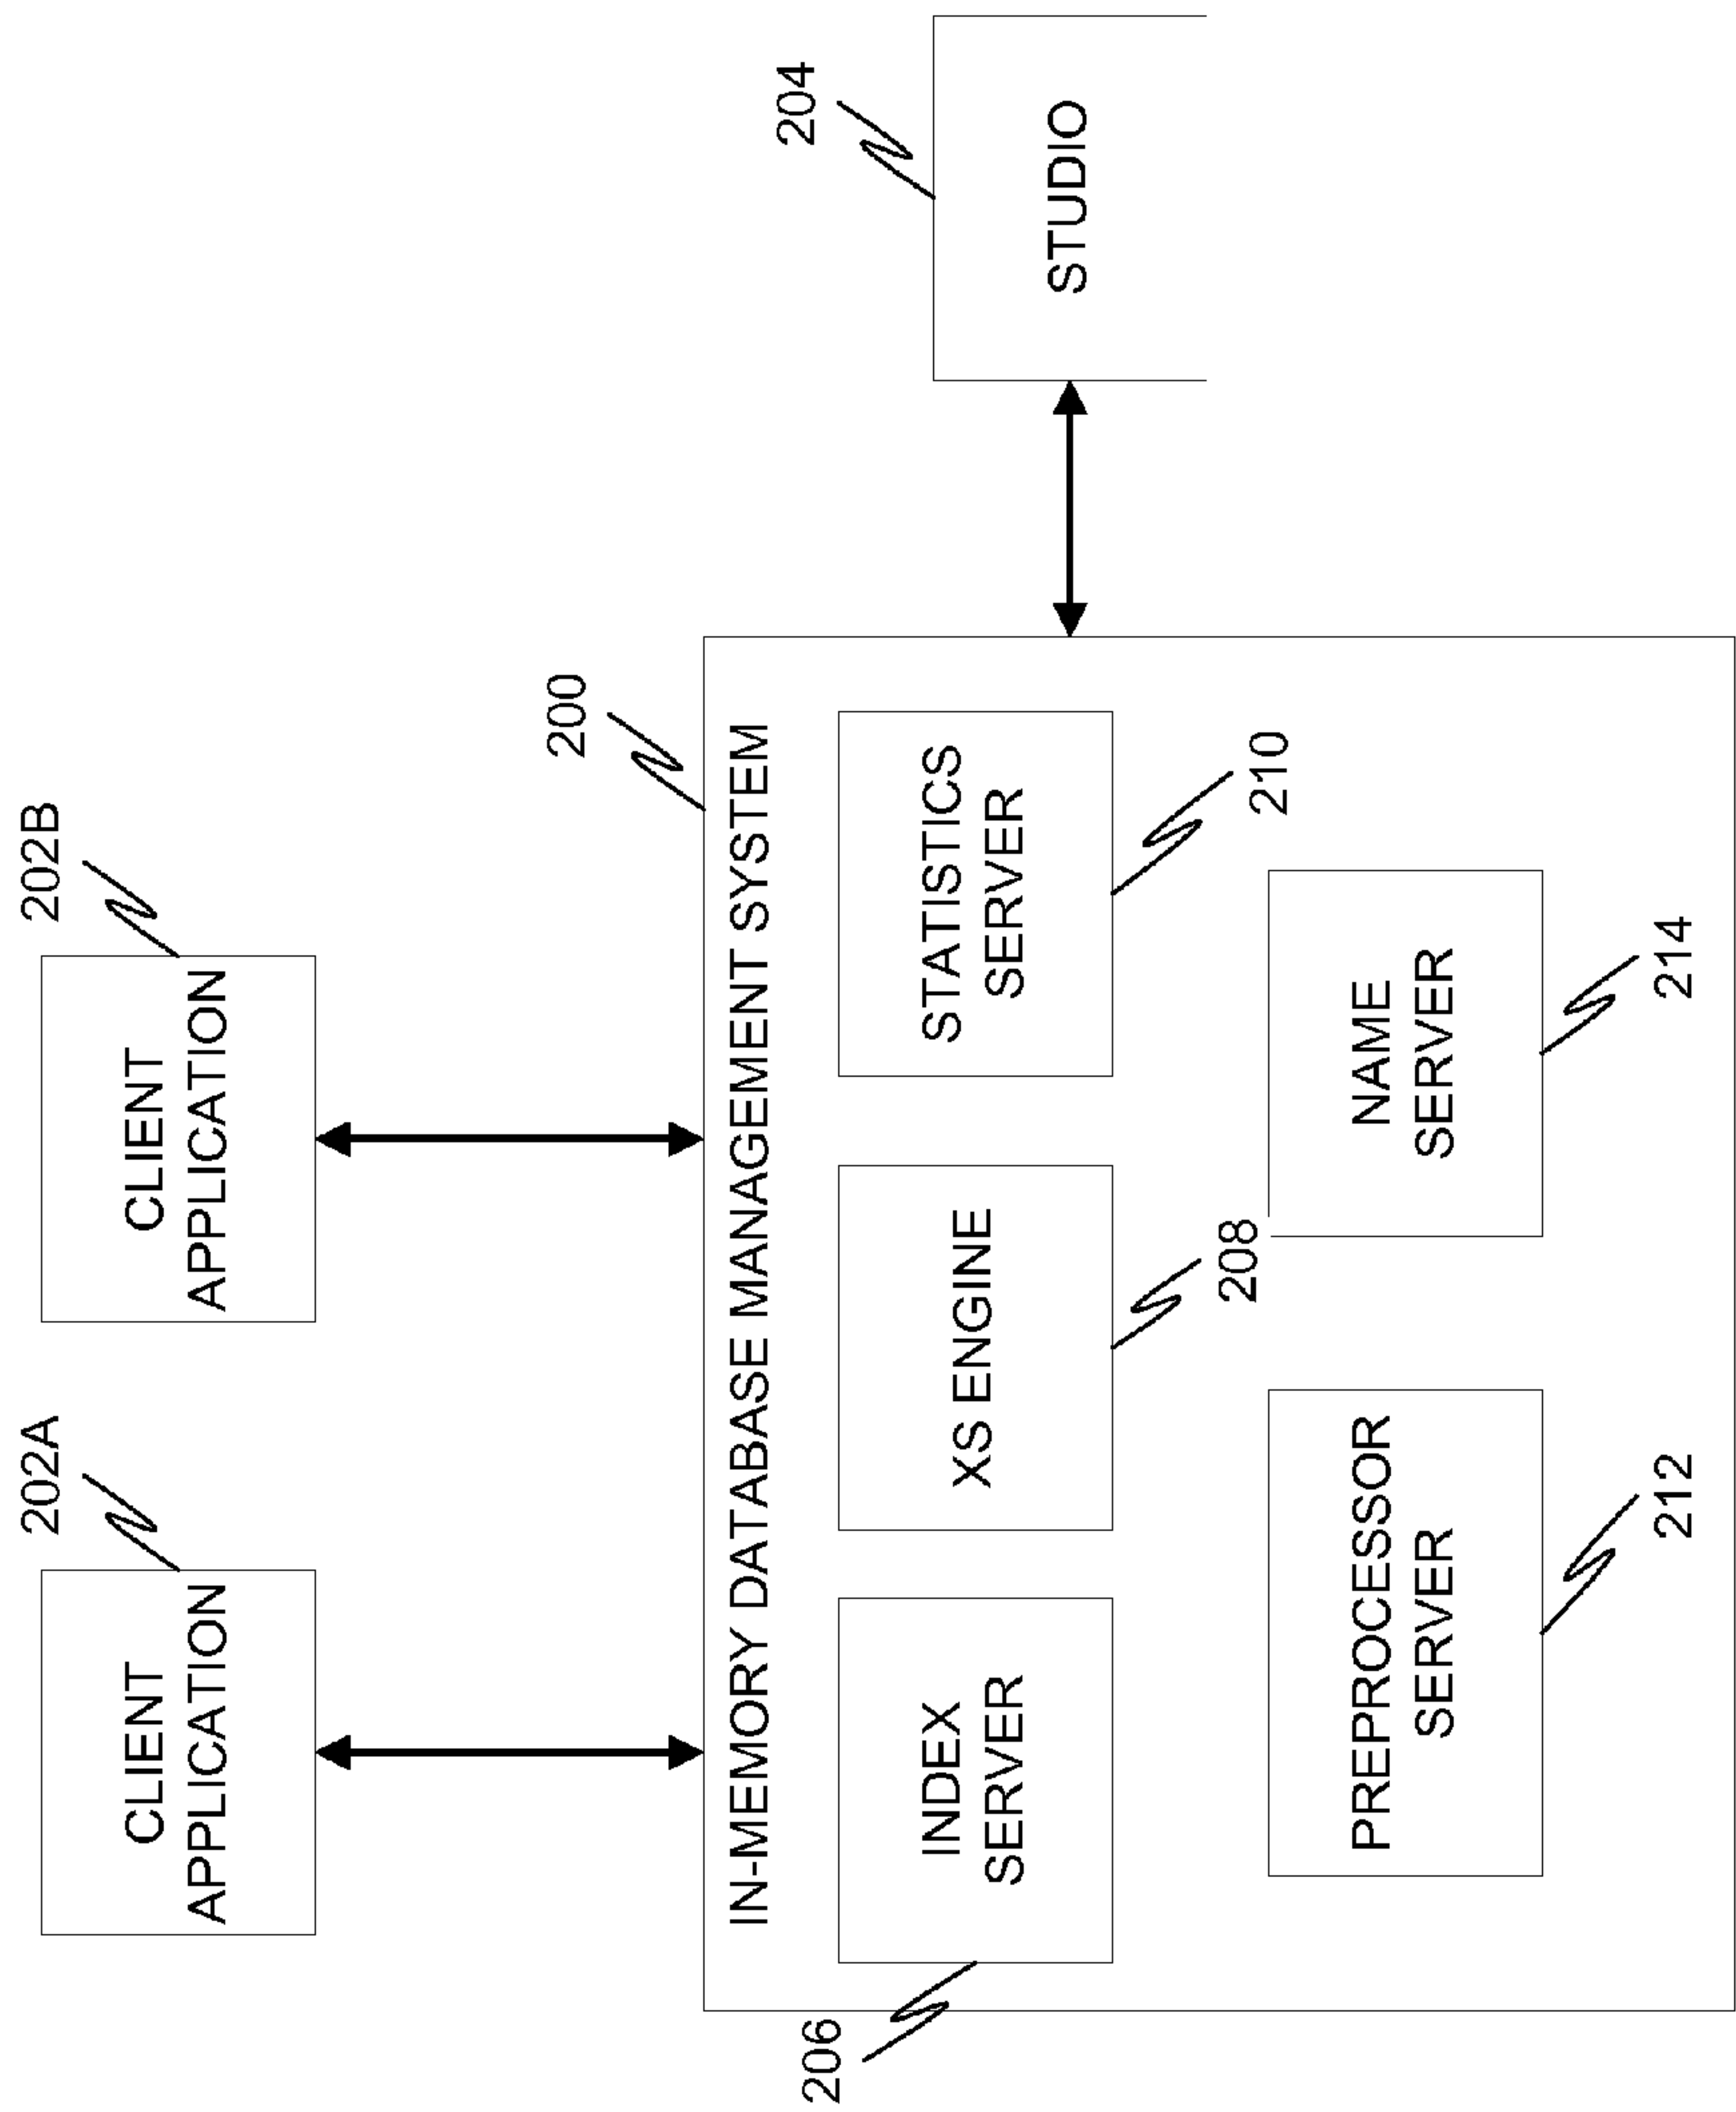 202A
202B
CLIENT
APPLICATION
CLIENT
APPLICATION
200
204
IN-MEMORY DATABASE MANAGEMENT SYSTEM
STUDIO
206
INDEX
SERVER
XS ENGINE
STATISTICS
SERVER
208
210
PREPROCESSOR
SERVER
NAME
SERVER
212
214